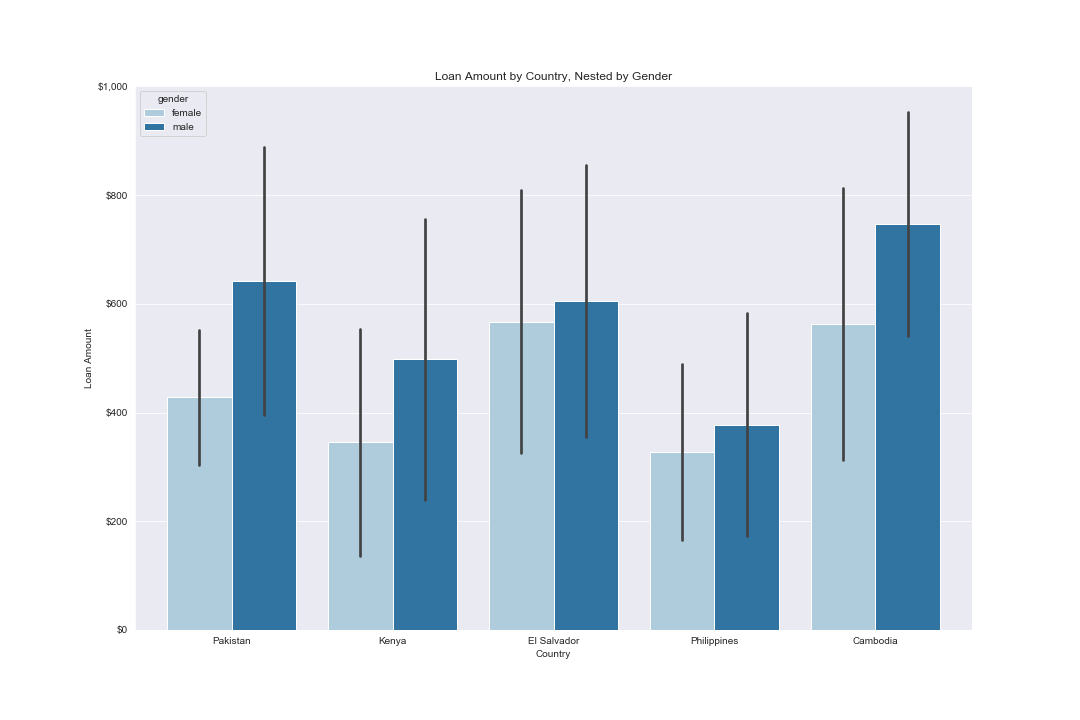 Loan Amount by Country, Nested by Gender
$1,000
$800
$600
$400
$200
$0
Loan Amount
gender
female
male
Pakistan Kenya El Salvador Philippines Cambodia
Country